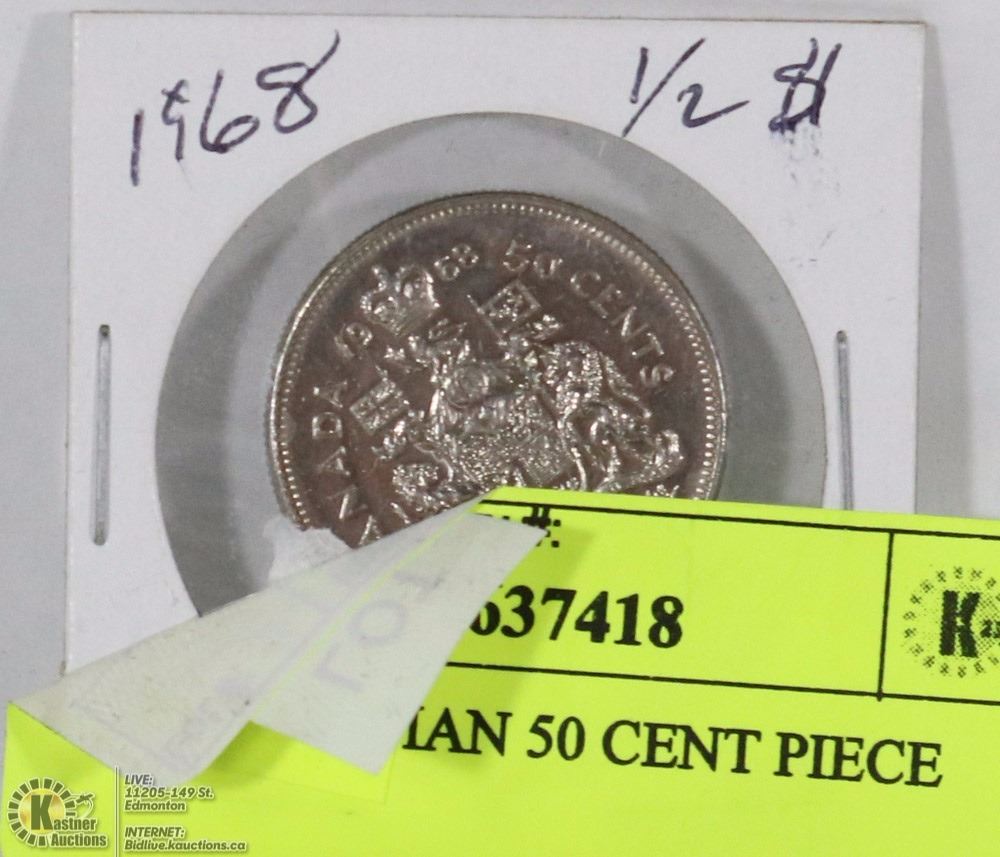 1968 1/2 $
CANADA 1968 50 CENTS
#:
637418
K
LOT
IAN 50 CENT PIECE
K
Kastner
Auctions
LIVE:
11205-149 St.
Edmonton
INTERNET:
Bidlive.kauctions.ca